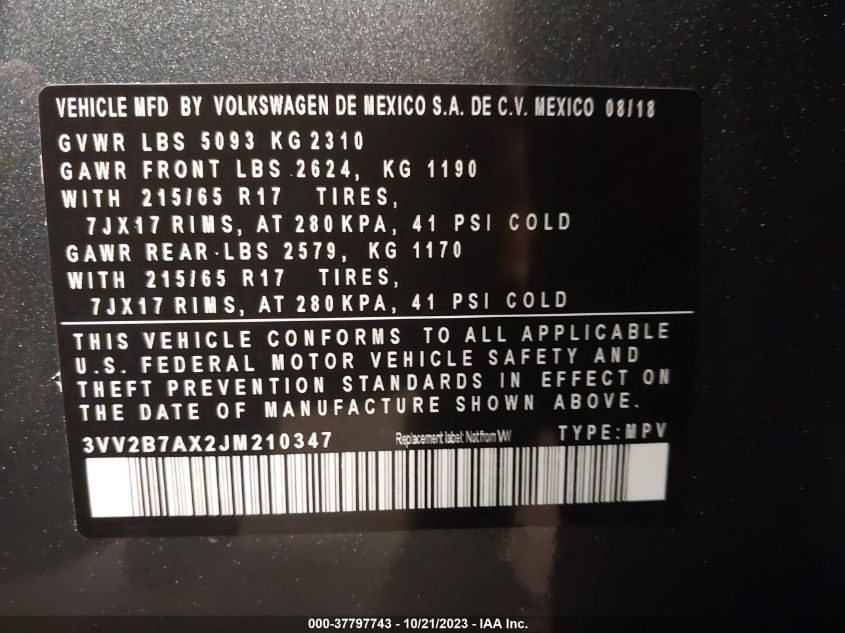 VEHICLE MFD BY VOLKSWAGEN DE MEXICO S.A. DE C.V. MEXICO 08/18
GVWR LBS 5093 KG 2310
GAWR FRONT LBS 2624, KG 1190
WITH 215/65 R17 TIRES,
7JX17 RIMS, AT 280 KPA, 41 PSI COLD
GAWR REAR LBS 2579, KG 1170
WITH 215/65 R17 TIRES,
7JX17 RIMS, AT 280 KPA, 41 PSI COLD
THIS VEHICLE CONFORMS TO ALL APPLICABLE
U.S. FEDERAL MOTOR VEHICLE SAFETY AND
THEFT PREVENTION STANDARDS IN EFFECT ON
THE DATE OF MANUFACTURE SHOWN ABOVE.
3VV2B7AX2JM210347 Replacement label: Not from VW TYPE: MPV
000-37797743 - 10/21/2023 - IAA Inc.